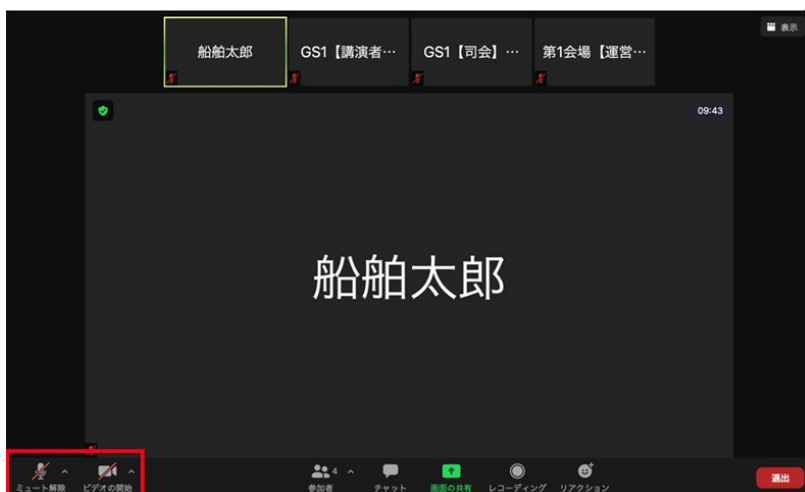 表示
船舶太郎
GS1【講演者…
GS1【司会】…
第1会場【運営…
09:43
船舶太郎
ミュート解除
ビデオの開始
4
参加者
チャット
画面の共有
レコーディング
リアクション
退出